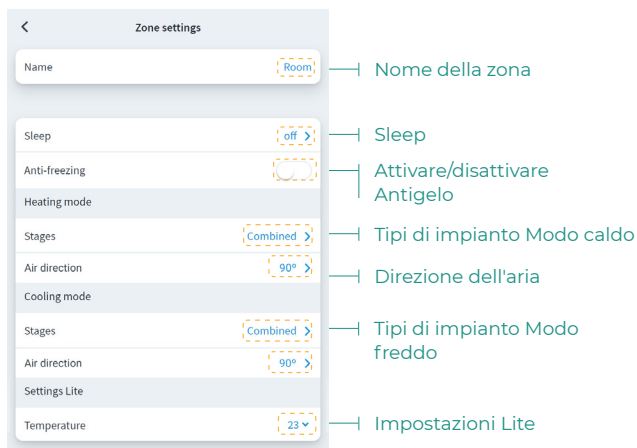 Zone settings
Name Room
Nome della zona
Sleep off
Sleep
Anti-freezing
Attivare/disattivare
Antigelo
Heating mode
Stages Combined
Tipi di impianto Modo caldo
Air direction 90º
Direzione dell'aria
Cooling mode
Stages Combined
Tipi di impianto Modo
freddo
Air direction 90º
Settings Lite
Temperature 23
Impostazioni Lite